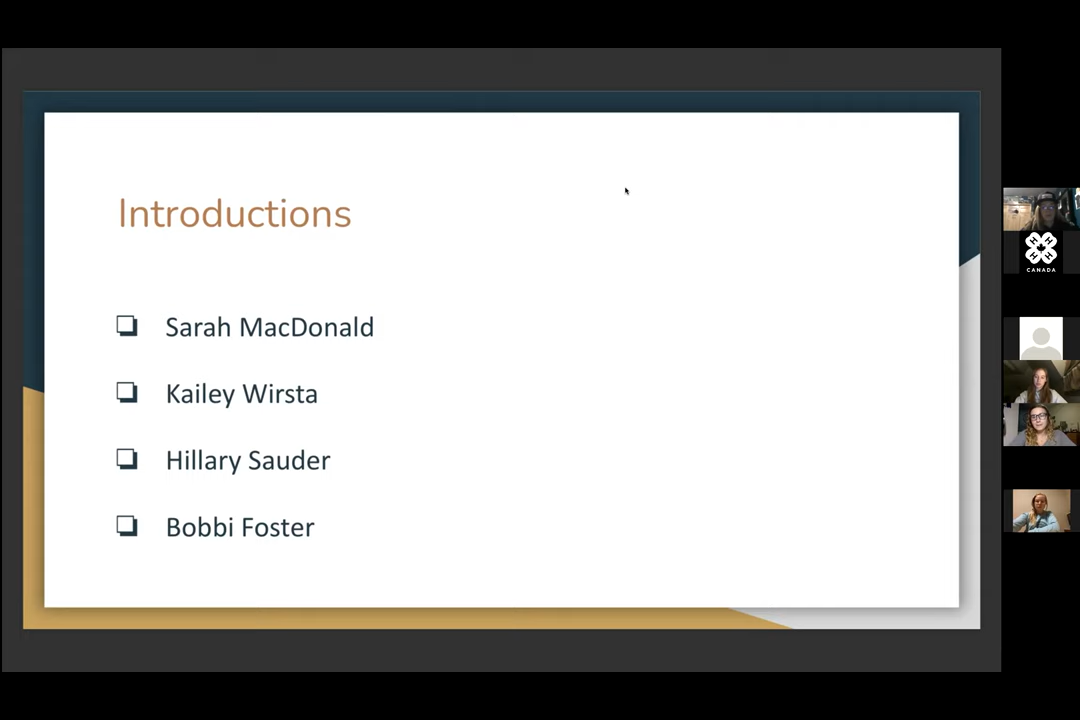 Introductions
❏ Sarah MacDonald
❏ Kailey Wirsta
❏ Hillary Sauder
❏ Bobbi Foster
H H
H H
CANADA